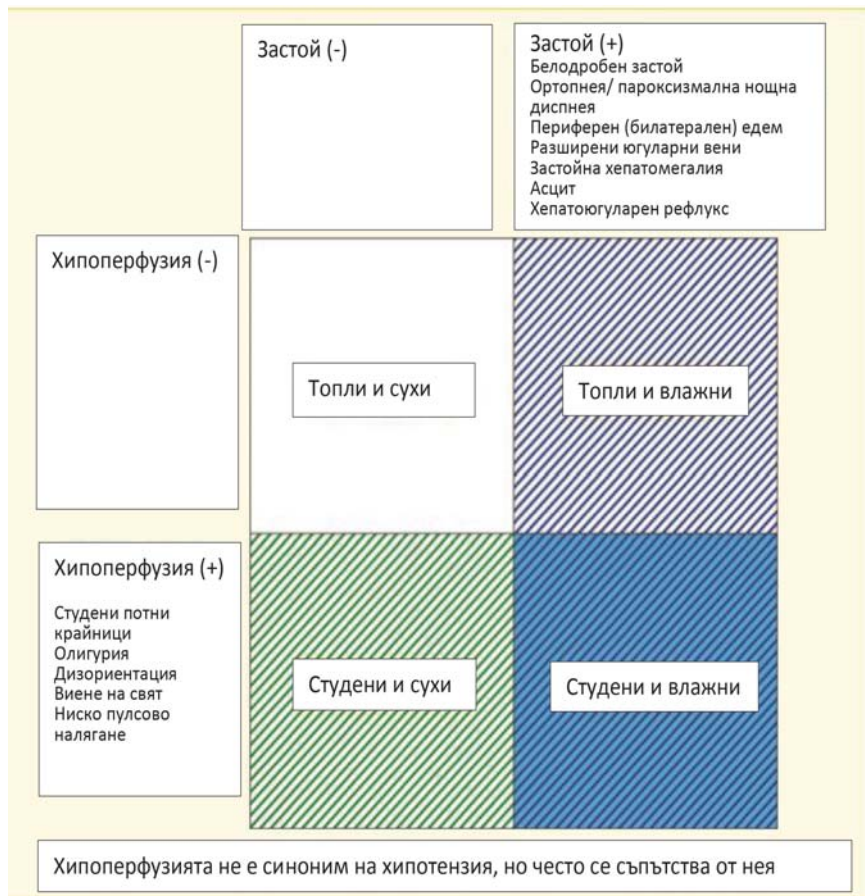 Застой (-)
Застой (+)
Белодробен застой
Ортопнея/ пароксизмална нощна
диспнея
Периферен (билатерален) едем
Разширени югуларни вени
Застойна хепатомегалия
Асцит
Хепатоюгуларен рефлукс
Хипоперфузия (-)
Топли и сухи
Топли и влажни
Хипоперфузия (+)
Студени потни
крайници
Олигурия
Дизориентация
Виене на свят
Ниско пулсово
налягане
Студени и сухи
Студени и влажни
Хипоперфузията не е синоним на хипотензия, но често се съпътства от нея